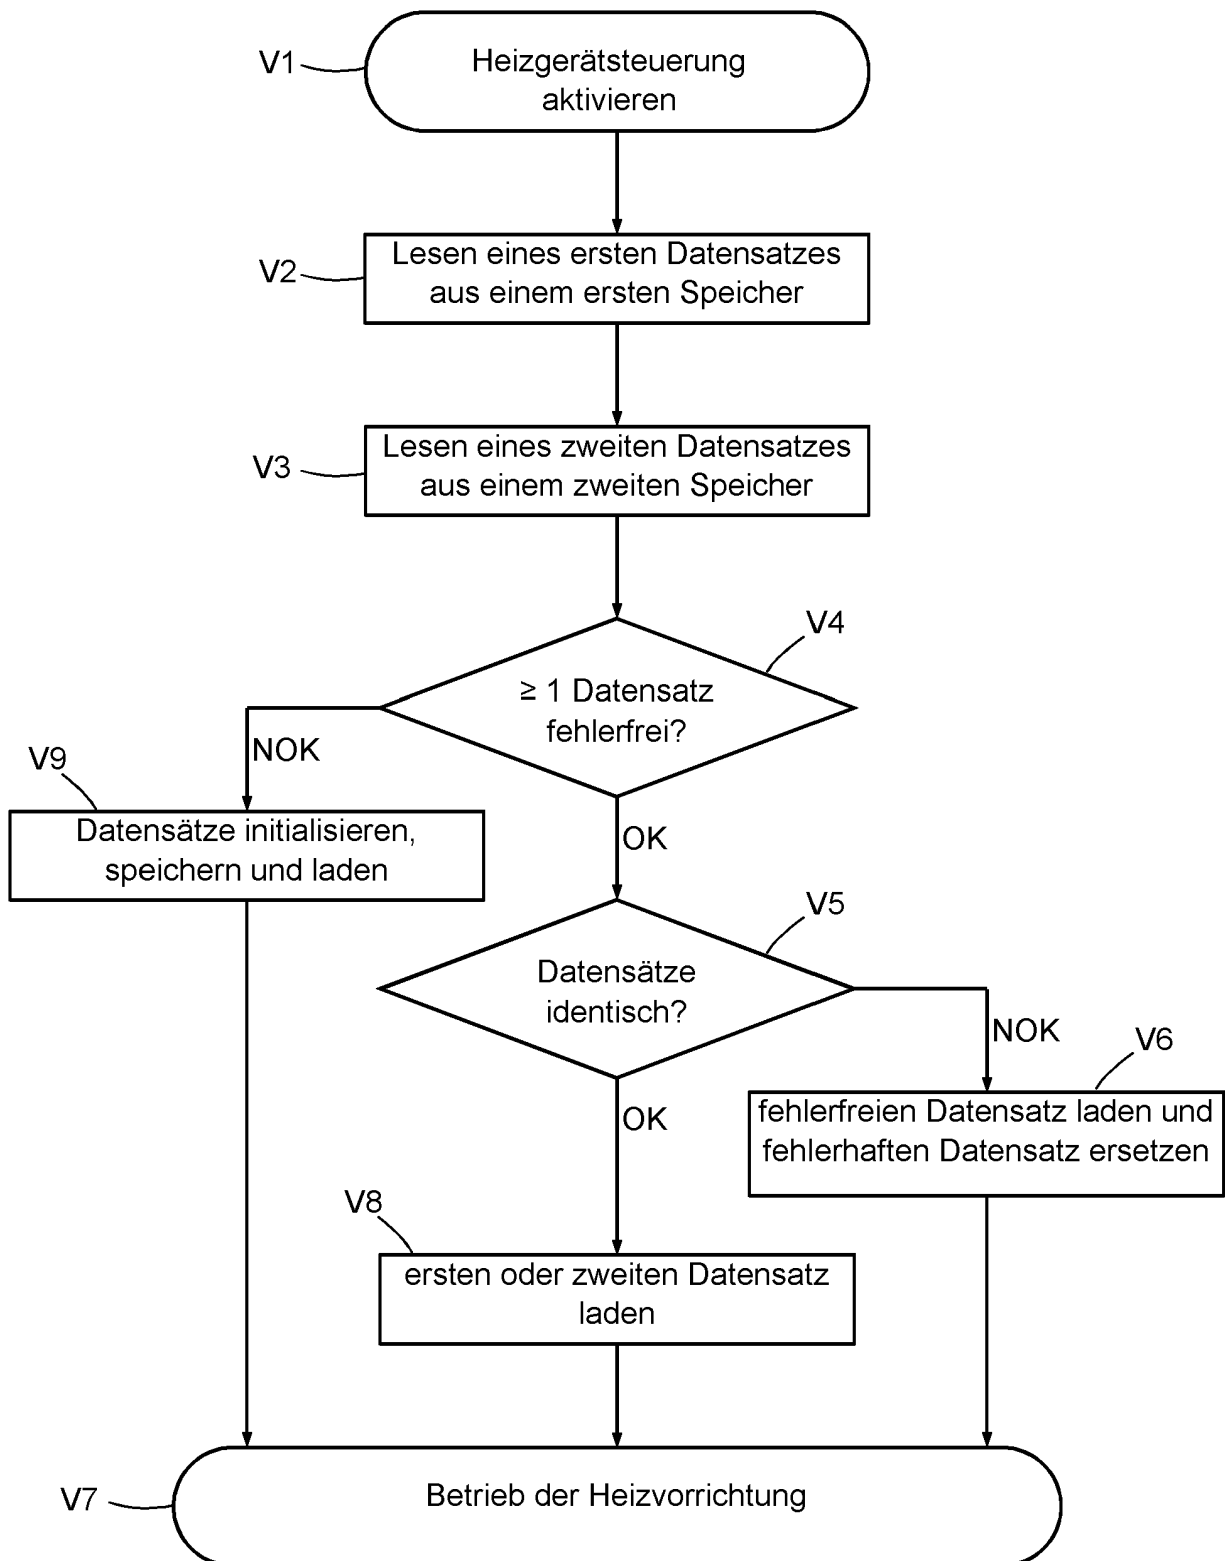 V1
Heizgerätsteuerung
aktivieren
V2
Lesen eines ersten Datensatzes
aus einem ersten Speicher
V3
Lesen eines zweiten Datensatzes
aus einem zweiten Speicher
V4
≥ 1 Datensatz
fehlerfrei?
NOK
V9
Datensätze initialisieren,
speichern und laden
OK
V5
Datensätze
identisch?
NOK
V6
fehlerfreien Datensatz laden und
fehlerhaften Datensatz ersetzen
OK
V8
ersten oder zweiten Datensatz
laden
V7
Betrieb der Heizvorrichtung